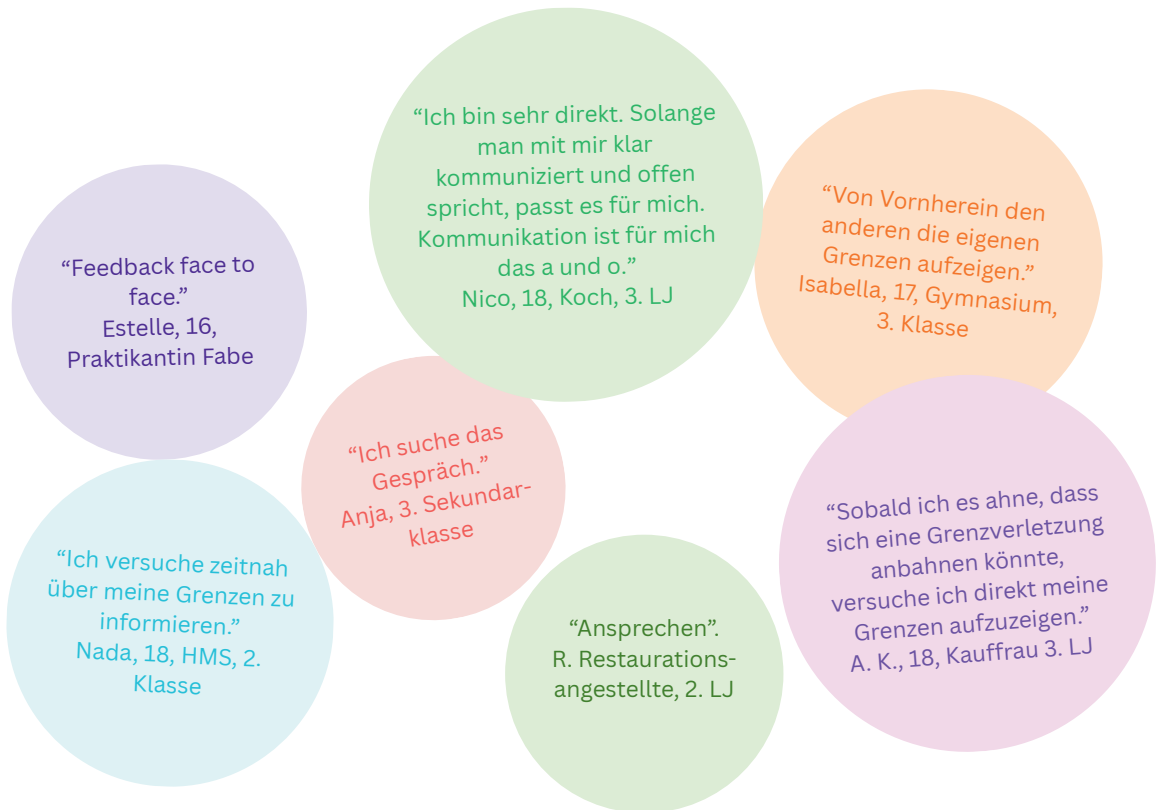 “Feedback face to
face.”
Estelle, 16,
Praktikantin Fabe
“Ich bin sehr direkt. Solange
man mit mir klar
kommuniziert und offen
spricht, passt es für mich.
Kommunikation ist für mich
das a und o.”
Nico, 18, Koch, 3. LJ
“Von Vornherein den
anderen die eigenen
Grenzen aufzeigen.”
Isabella, 17, Gymnasium,
3. Klasse
“Ich suche das
Gespräch.”
Anja, 3. Sekundar-
klasse
“Ich versuche zeitnah
über meine Grenzen zu
informieren.”
Nada, 18, HMS, 2.
Klasse
“Ansprechen”.
R. Restaurations-
angestellte, 2. LJ
“Sobald ich es ahne, dass
sich eine Grenzverletzung
anbahnen könnte,
versuche ich direkt meine
Grenzen aufzuzeigen.”
A. K., 18, Kauffrau 3. LJ